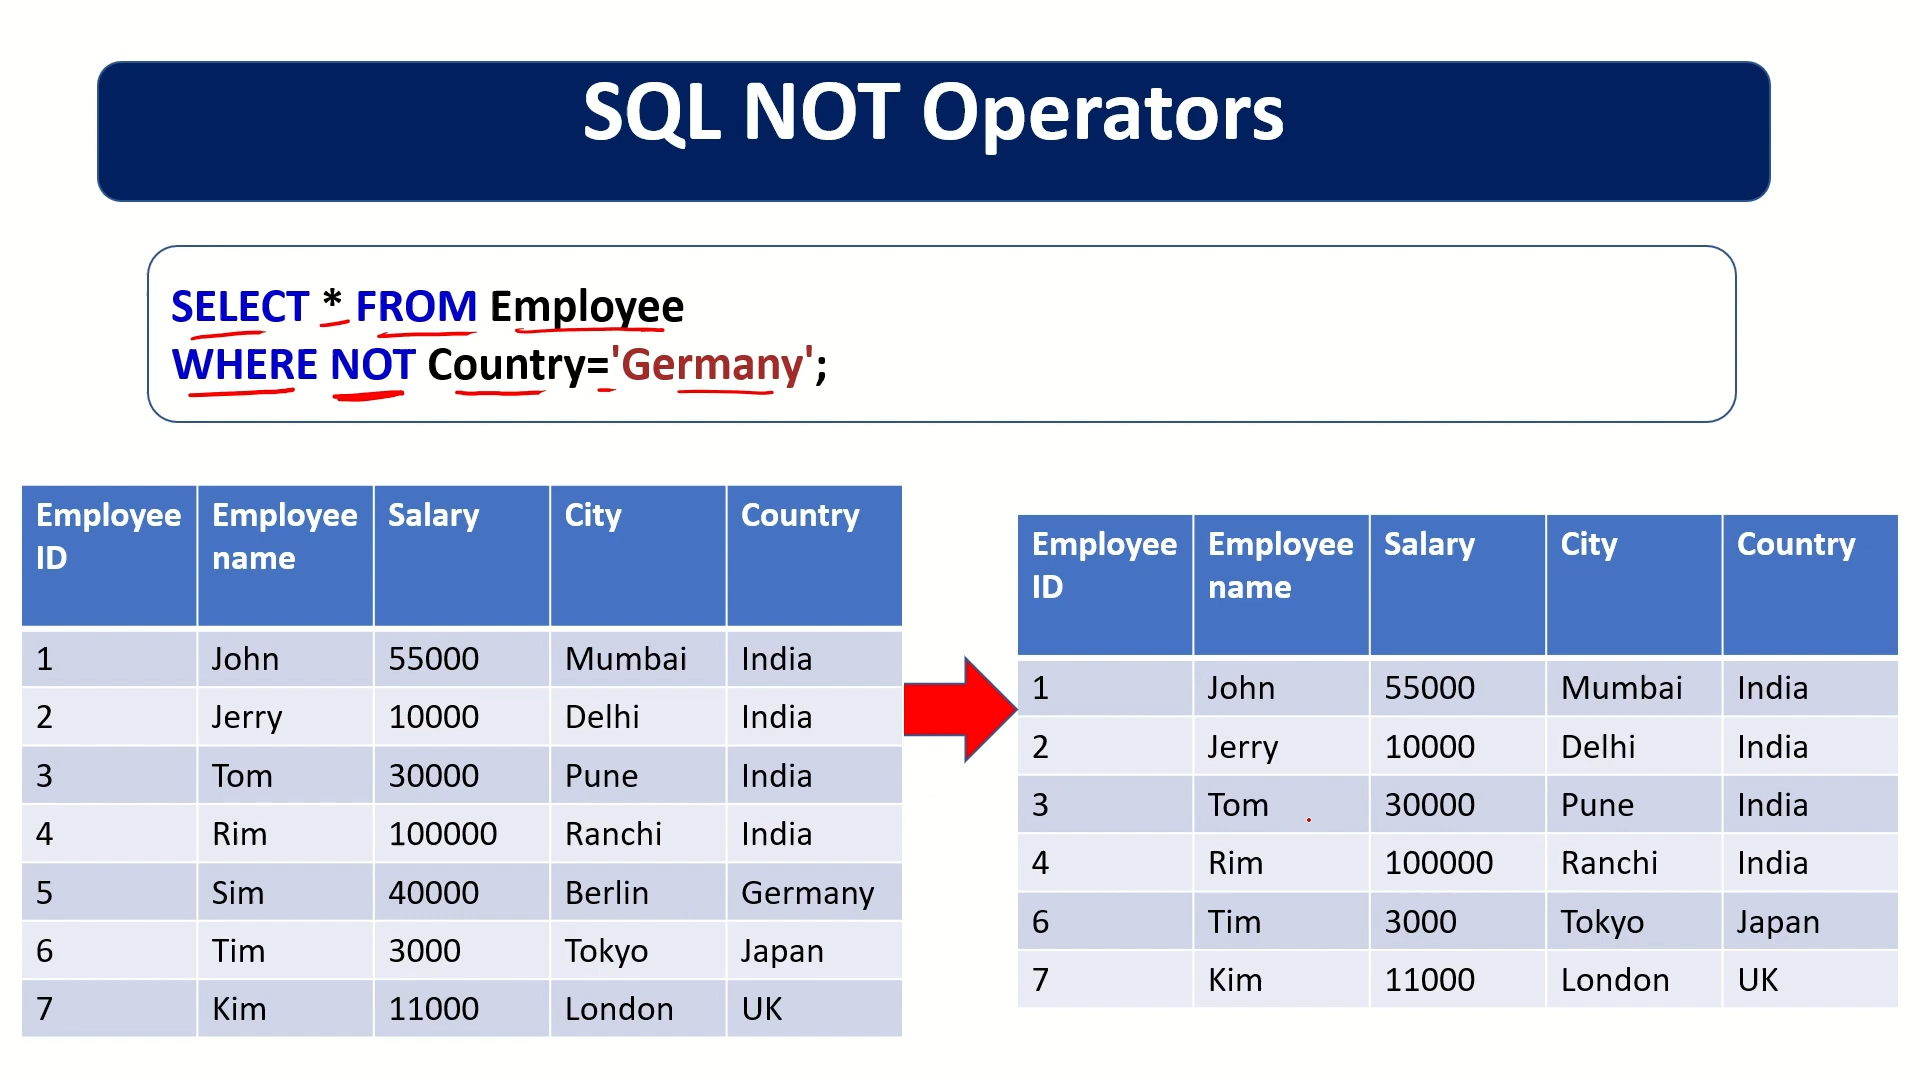 SQL NOT Operators
SELECT * FROM Employee
WHERE NOT Country='Germany';
Employee ID Employee name Salary City Country
1 John 55000 Mumbai India
2 Jerry 10000 Delhi India
3 Tom 30000 Pune India
4 Rim 100000 Ranchi India
5 Sim 40000 Berlin Germany
6 Tim 3000 Tokyo Japan
7 Kim 11000 London UK
Employee ID Employee name Salary City Country
1 John 55000 Mumbai India
2 Jerry 10000 Delhi India
3 Tom 30000 Pune India
4 Rim 100000 Ranchi India
6 Tim 3000 Tokyo Japan
7 Kim 11000 London UK